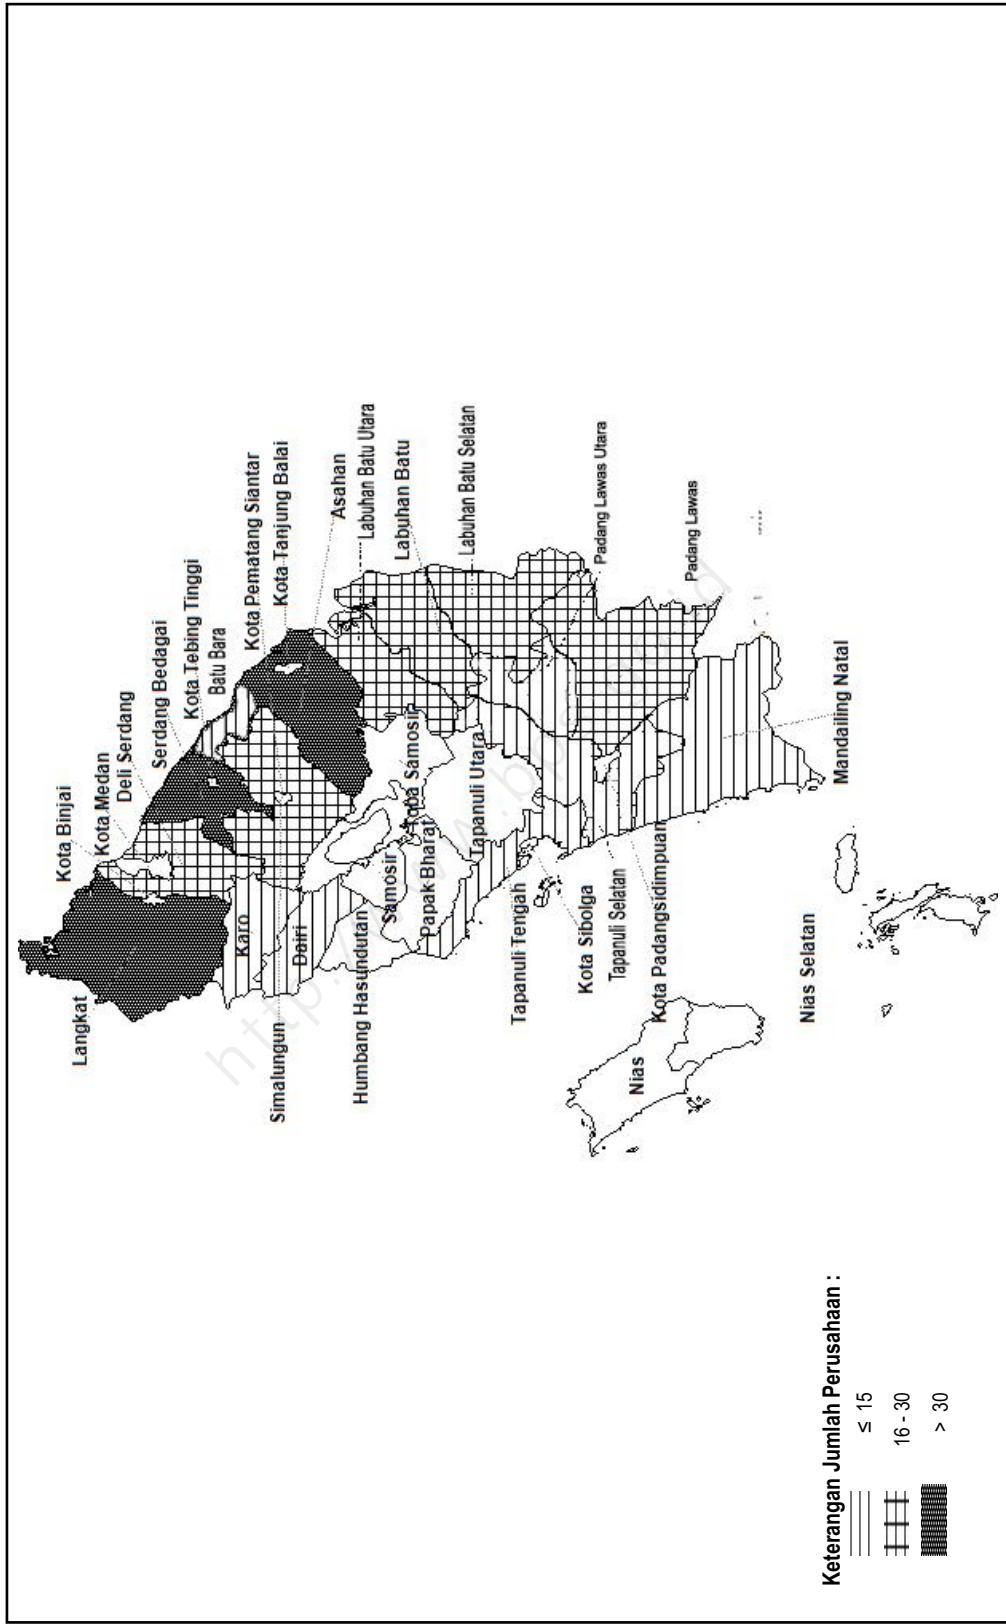 Langkat
Kota Binjai
Kota Medan
Deli Serdang
Serdang Bedagai
Kota Tebing Tinggi
Batu Bara
Kota Pematang Siantar
Kota Tanjung Balai
Asahan
Labuhan Batu Utara
Labuhan Batu
Labuhan Batu Selatan
Padang Lawas Utara
Padang Lawas
Mandailing Natal
Karo
Dairi
Simalungun
Humbang Hasundutan
Samosir
Toba Samosir
Papak Bharat
Tapanuli Utara
Tapanuli Tengah
Kota Sibolga
Tapanuli Selatan
Kota Padangsidimpuan
Nias
Nias Selatan
Keterangan Jumlah Perusahaan :
≤ 15
16 - 30
> 30